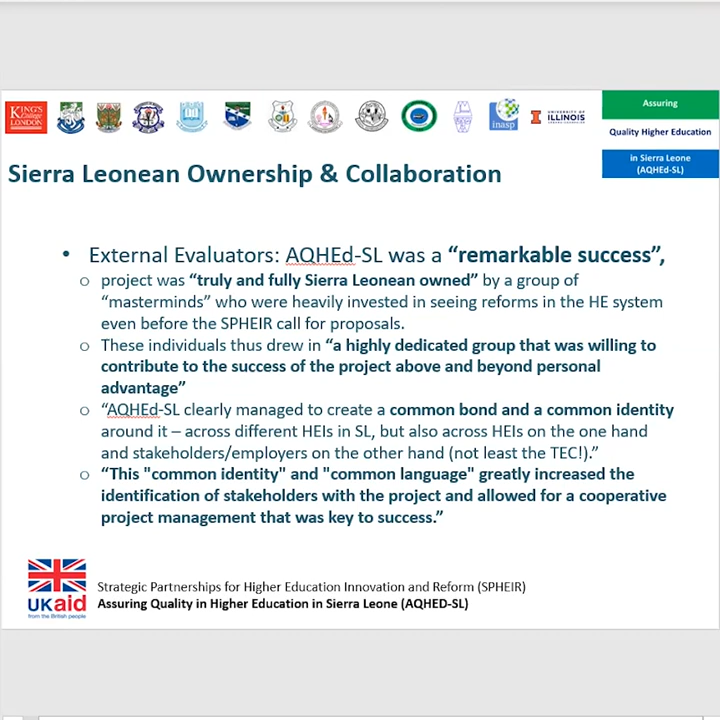 KING'S
College
LONDON
inasp
I
UNIVERSITY OF
ILLINOIS
Assuring
Quality Higher Education
in Sierra Leone
(AQHEd-SL)
Sierra Leonean Ownership & Collaboration
• External Evaluators: AQHEd-SL was a “remarkable success”,
o project was “truly and fully Sierra Leonean owned” by a group of
“masterminds” who were heavily invested in seeing reforms in the HE system
even before the SPHEIR call for proposals.
o These individuals thus drew in “a highly dedicated group that was willing to
contribute to the success of the project above and beyond personal
advantage”
o “AQHEd-SL clearly managed to create a common bond and a common identity
around it – across different HEIs in SL, but also across HEIs on the one hand
and stakeholders/employers on the other hand (not least the TEC!).”
o “This "common identity" and "common language" greatly increased the
identification of stakeholders with the project and allowed for a cooperative
project management that was key to success.”
UKaid
from the British people
Strategic Partnerships for Higher Education Innovation and Reform (SPHEIR)
Assuring Quality in Higher Education in Sierra Leone (AQHED-SL)